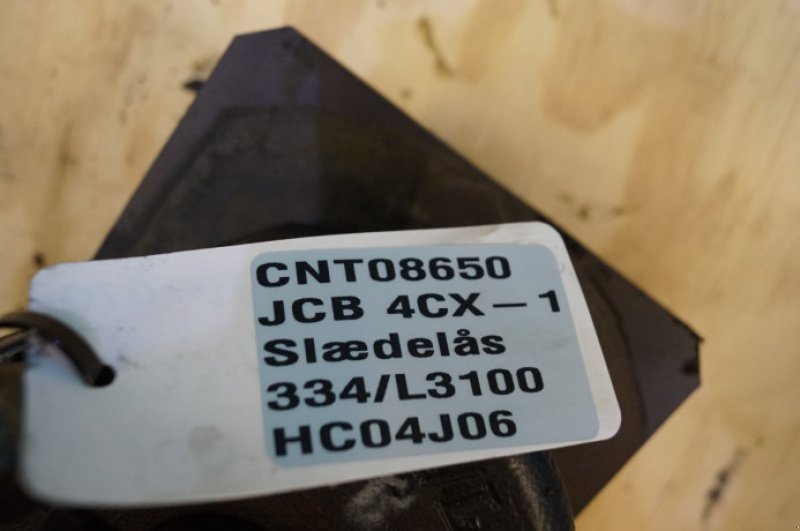 CNT08650
JCB 4CX-1
Slædelås
334/L3100
HC04J06